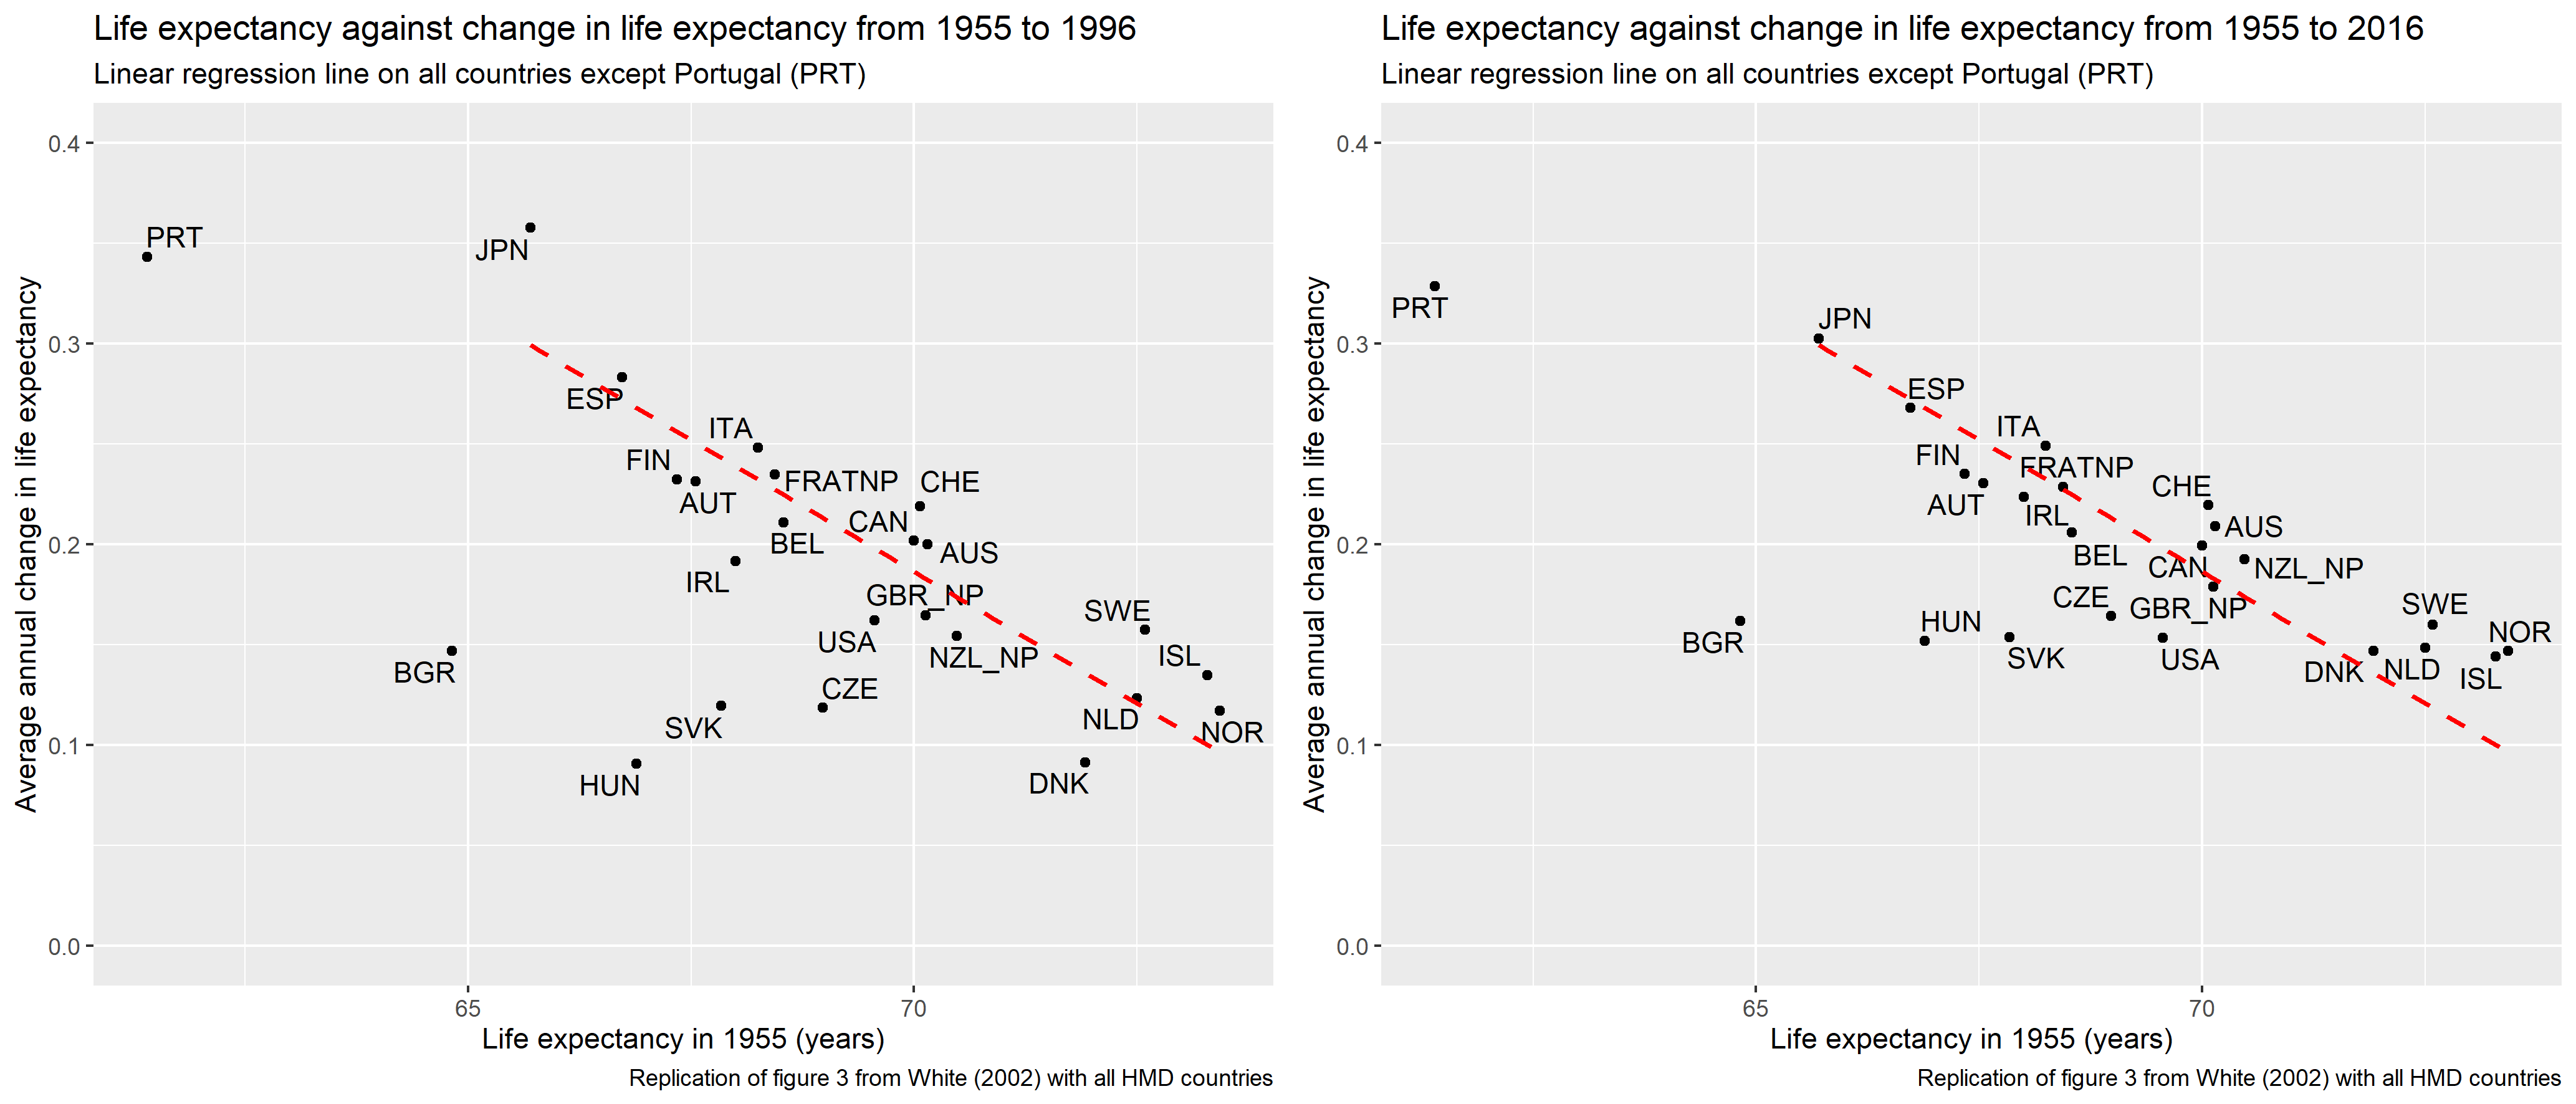 Life expectancy against change in life expectancy from 1955 to 1996
Linear regression line on all countries except Portugal (PRT)
Average annual change in life expectancy
0.4
0.3
0.2
0.1
0.0
PRT
JPN
ESP
ITA
FIN
FRATNP
CHE
AUT
CAN
BEL
AUS
IRL
GBR_NP
SWE
USA
NZL_NP
ISL
BGR
CZE
NLD
SVK
NOR
HUN
DNK
65
70
Life expectancy in 1955 (years)
Replication of figure 3 from White (2002) with all HMD countries
Life expectancy against change in life expectancy from 1955 to 2016
Linear regression line on all countries except Portugal (PRT)
Average annual change in life expectancy
0.4
0.3
0.2
0.1
0.0
PRT
JPN
ESP
ITA
FIN
FRATNP
CHE
AUT
IRL
AUS
BEL
CAN
NZL_NP
CZE
GBR_NP
SWE
HUN
NOR
BGR
SVK
USA
DNK
NLD
ISL
65
70
Life expectancy in 1955 (years)
Replication of figure 3 from White (2002) with all HMD countries